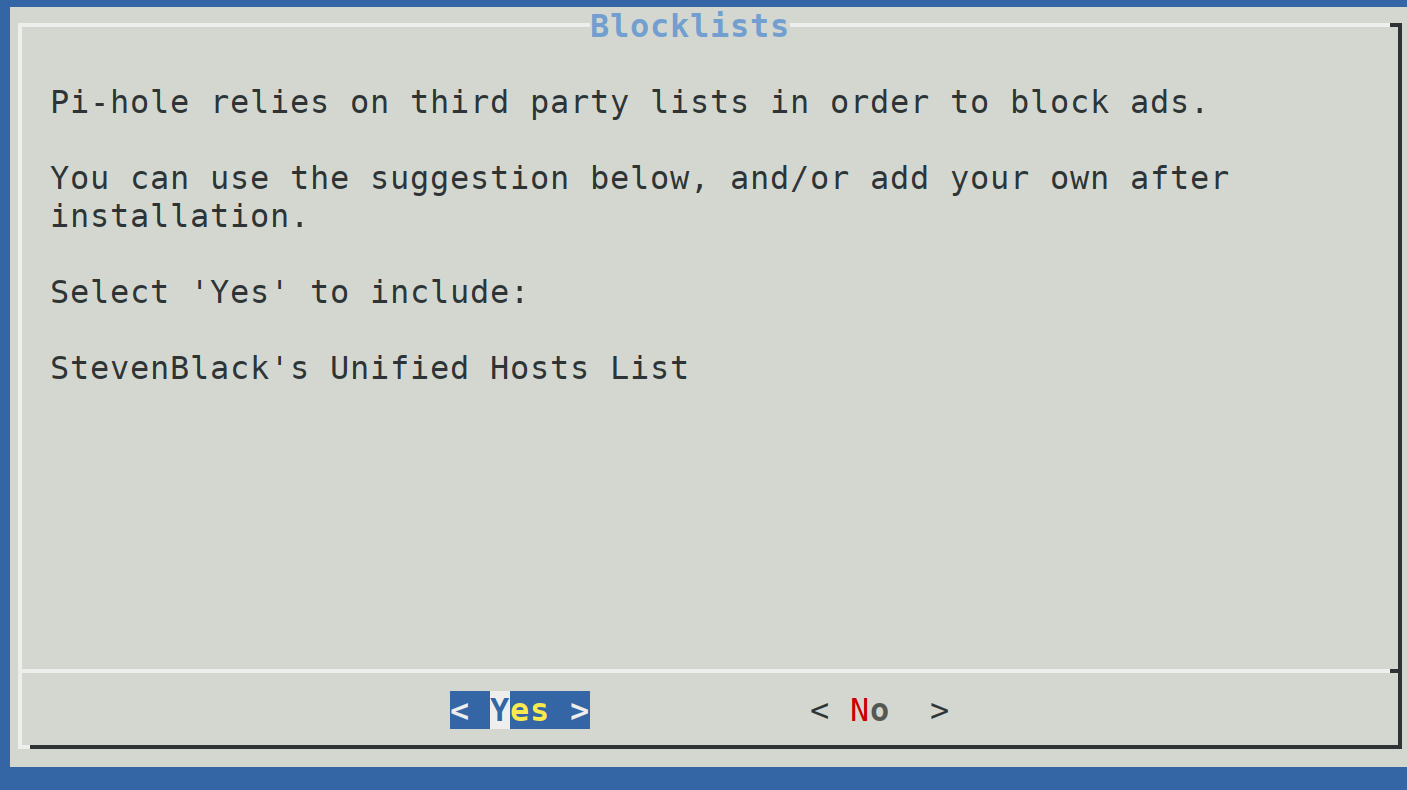 Blocklists
Pi-hole relies on third party lists in order to block ads.
You can use the suggestion below, and/or add your own after
installation.
Select 'Yes' to include:
StevenBlack's Unified Hosts List
< Yes > < No >